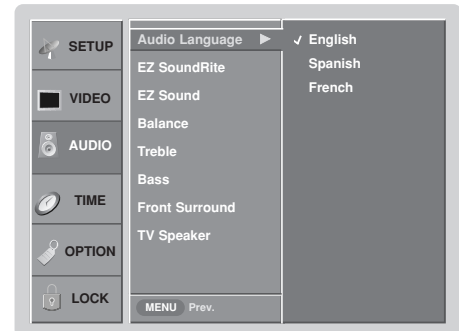 SETUP
VIDEO
AUDIO
TIME
OPTION
LOCK
Audio Language ►
EZ SoundRite
EZ Sound
Balance
Treble
Bass
Front Surround
TV Speaker
MENU Prev.
✓ English
Spanish
French